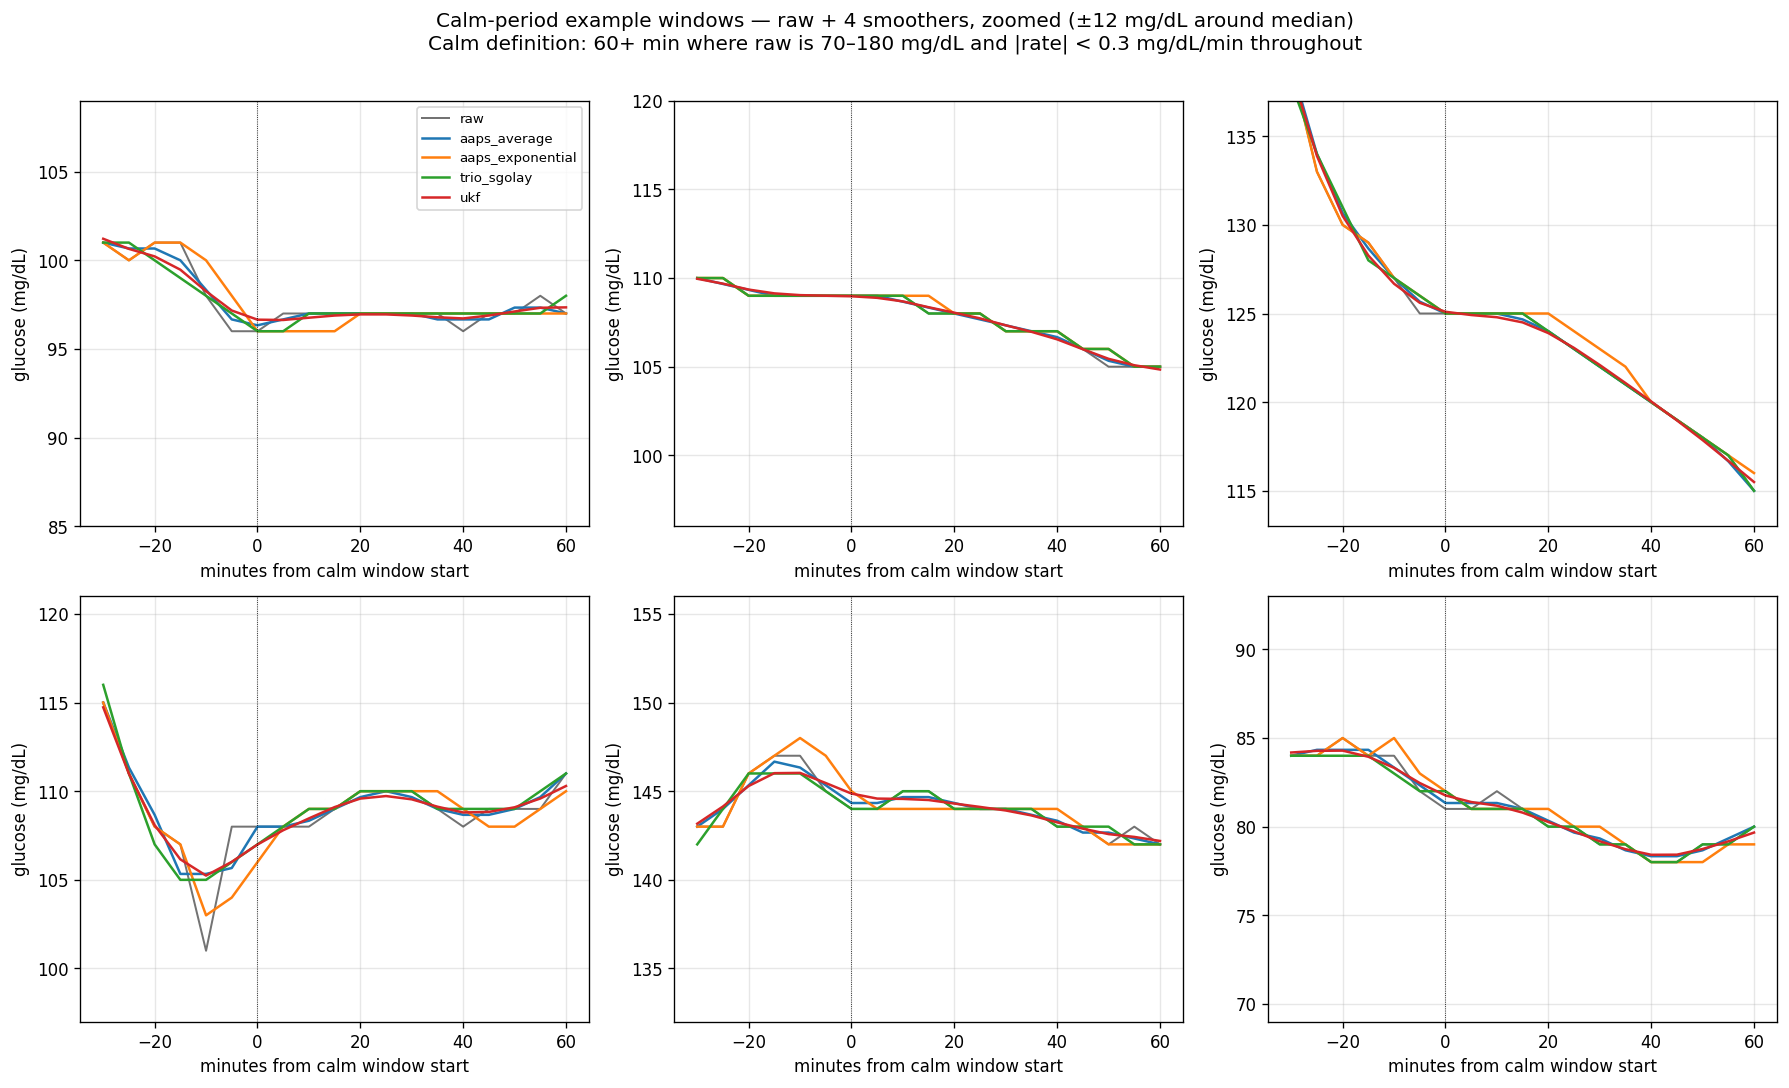 Calm-period example windows — raw + 4 smoothers, zoomed (±12 mg/dL around median)
Calm definition: 60+ min where raw is 70–180 mg/dL and |rate| < 0.3 mg/dL/min throughout
raw
aaps_average
aaps_exponential
trio_sgolay
ukf
105
100
95
90
85
glucose (mg/dL)
−20 0 20 40 60
minutes from calm window start
120
115
110
105
100
glucose (mg/dL)
−20 0 20 40 60
minutes from calm window start
135
130
125
120
115
glucose (mg/dL)
−20 0 20 40 60
minutes from calm window start
120
115
110
105
100
glucose (mg/dL)
−20 0 20 40 60
minutes from calm window start
155
150
145
140
135
glucose (mg/dL)
−20 0 20 40 60
minutes from calm window start
90
85
80
75
70
glucose (mg/dL)
−20 0 20 40 60
minutes from calm window start